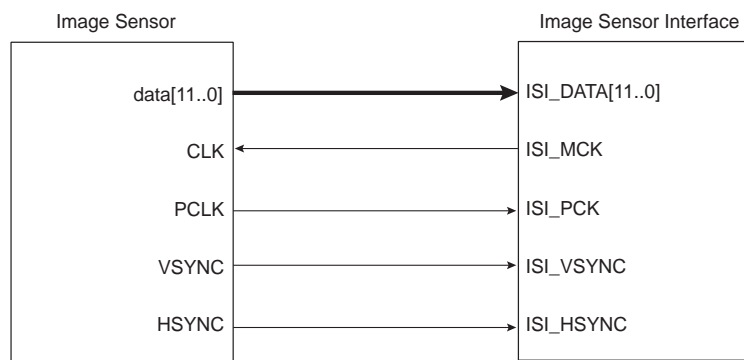 Image Sensor
Image Sensor Interface
data[11..0]
ISI_DATA[11..0]
CLK
ISI_MCK
PCLK
ISI_PCK
VSYNC
ISI_VSYNC
HSYNC
ISI_HSYNC